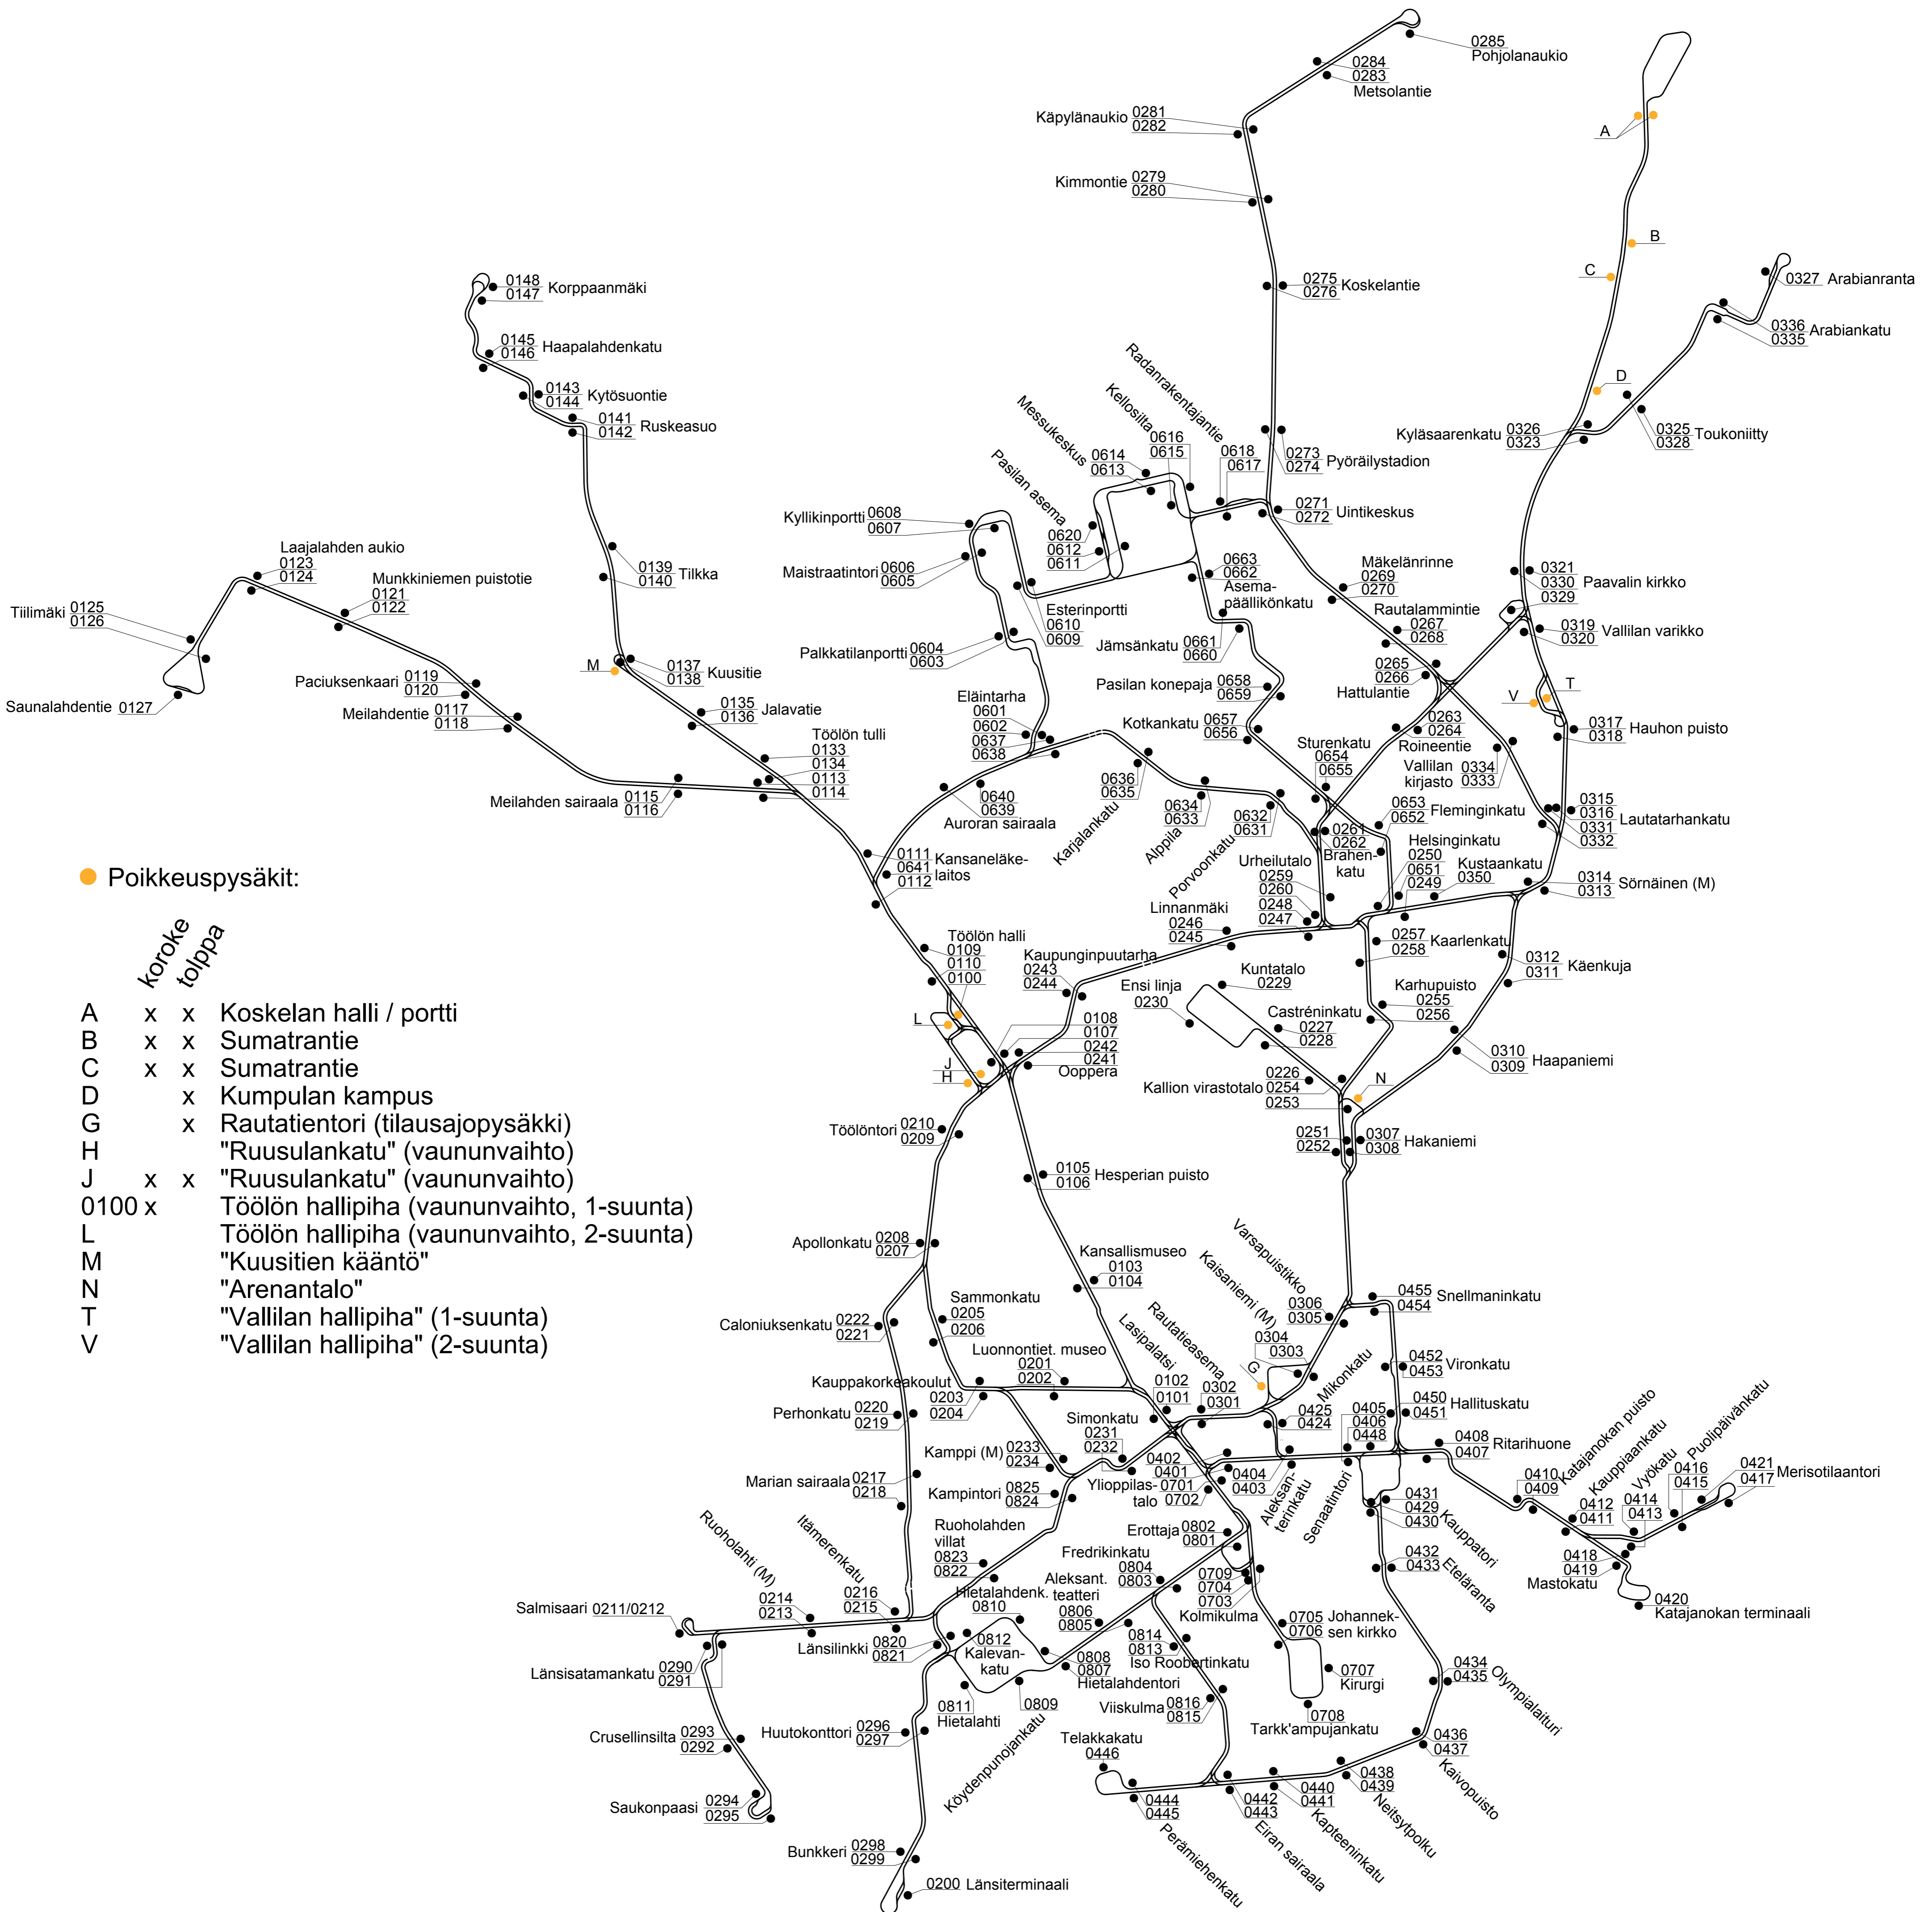 0285
Pohjolanaukio
0284
0283
Metsolantie
Käpylänaukio 0281
0282
A
Kimmontie 0279
0280
B
C
0275
0276 Koskelantie
0327 Arabianranta
0148
0147 Korppaanmäki
0336
0335 Arabiankatu
0145
0146 Haapalahdenkatu
Radanrakentajantie
Kellosilta
Messukeskus
Pasilan asema
D
0143
0144 Kytösuontie
0141
0142 Ruskeasuo
Kyläsaarenkatu 0326
0323
0325
0328 Toukoniitty
0616
0615
0614
0613
0618
0617
0273
0274 Pyöräilystadion
Kyllikinportti 0608
0607
0620
0612
0611
0271
0272 Uintikeskus
Laajalahden aukio
0123
0124
Munkkiniemen puistotie
0121
0122
0139
0140 Tilkka
Maistraatintori 0606
0605
0663
0662
Asema-
päällikönkatu
Mäkelänrinne
0269
0270
0321
0330
0329
Paavalin kirkko
Tiilimäki 0125
0126
Esterinportti
0610
0609
Rautalammintie
0267
0268
0319
0320 Vallilan varikko
Palkkatilanportti 0604
0603
Jämsänkatu 0661
0660
M
0137
0138 Kuusitie
0265
0266
Hattulantie
Saunalahdentie 0127
Paciuksenkaari 0119
0120
Pasilan konepaja 0658
0659
T
V
Meilahdentie 0117
0118
0135
0136 Jalavatie
Eläintarha
0601
0602
0637
0638
Kotkankatu 0657
0656
0263
0264
Roineentie
0317
0318 Hauhon puisto
Töölön tulli
0133
0134
0113
0114
Sturenkatu
0654
0655
Vallilan
kirjasto 0334
0333
Meilahden sairaala 0115
0116
0640
0639
Auroran sairaala
0636
0635
Karjalankatu
0634
0633
Alppila
0632
0631
Porvoonkatu
0653
0652 Fleminginkatu
0315
0316
0331
0332
Lautatarhankatu
0261
0262
Brahen-
katu
0111
0641
0112
Kansaneläke-
laitos
Urheilutalo
0259
0260
0248
0247
Helsinginkatu
0250
0651
0249
Kustaankatu
0350
0314
0313 Sörnäinen (M)
Poikkeuspysäkit:
koroke
tolppa
Linnanmäki
0246
0245
Töölön halli
0109
0110
0100
Kaupunginpuutarha
0243
0244
0257
0258 Kaarlenkatu
0312
0311 Käenkuja
Kuntatalo
0229
Ensi linja
0230
Karhupuisto
0255
0256
Castréninkatu
0227
0228
L
0108
0107
0242
0241
Ooppera
J
H
0310
0309 Haapaniemi
Kallion virastotalo 0226
0254
0253
N
A x x Koskelan halli / portti
B x x Sumatrantie
C x x Sumatrantie
D x Kumpulan kampus
G x Rautatientori (tilausajopysäkki)
H "Ruusulankatu" (vaununvaihto)
J x x "Ruusulankatu" (vaununvaihto)
0100 x Töölön hallipiha (vaununvaihto, 1-suunta)
L Töölön hallipiha (vaununvaihto, 2-suunta)
M "Kuusitien kääntö"
N "Arenantalo"
T "Vallilan hallipiha" (1-suunta)
V "Vallilan hallipiha" (2-suunta)
Töölöntori 0210
0209
0251
0252
0307
0308 Hakaniemi
0105
0106 Hesperian puisto
Apollonkatu 0208
0207
Kansallismuseo
0103
0104
Varsapuistikko
0306
0305
Kaisaniemi (M)
0304
0303
0455
0454 Snellmaninkatu
Caloniuksenkatu 0222
0221
Sammonkatu
0205
0206
Rautatieasema
0302
0301
Lasipalatsi
0102
0101
G
Mikonkatu
0425
0424
0452
0453 Vironkatu
Luonnontiet. museo
0201
0202
Kauppakorkeakoulut
0203
0204
0450
0451 Hallituskatu
Perhonkatu 0220
0219
Simonkatu
0231
0232
0405
0406
0448
Senaatintori
0408
0407 Ritarihuone
Kamppi (M) 0233
0234
0402
0401
0701
0702
Ylioppilas-
talo
0404
0403
Aleksan-
terinkatu
Katajanokan puisto
0410
0409
Kauppiaankatu
0412
0411
Vyökatu
0414
0413
Puolipäivänkatu
0416
0415
0421
0417 Merisotilaantori
Marian sairaala 0217
0218
Kampintori 0825
0824
0431
0429
0430
Kauppatori
Ruoholahden
villat
0823
0822
Erottaja 0802
0801
0418
0419
Mastokatu
Ruoholahti (M)
0214
0213
Itämerenkatu
0216
0215
Fredrikinkatu
0804
0803
0709
0704
0703
Kolmikulma
0432
0433
Eteläranta
0420
Katajanokan terminaali
Salmisaari 0211/0212
Hietalahdenk.
0810
Aleksant.
teatteri
0806
0805
0705
0706
Johannek-
sen kirkko
Länsilinkki 0820
0821
0812
Kalevan-
katu
0808
0807
Hietalahdentori
0814
0813
Iso Roobertinkatu
Länsisatamankatu 0290
0291
0707
Kirurgi
0434
0435
Olympialaituri
0811
Hietalahti
0809
Köydenpunojankatu
Viiskulma 0816
0815
0708
Tarkk'ampujankatu
Crusellinsilta 0293
0292
Huutokonttori 0296
0297
Telakkakatu
0446
0436
0437
Kaivopuisto
0438
0439
Neitsytpolku
Saukonpaasi 0294
0295
0444
0445
Perämiehenkatu
0442
0443
Eiran sairaala
0440
0441
Kapteeninkatu
Bunkkeri 0298
0299
0200 Länsiterminaali